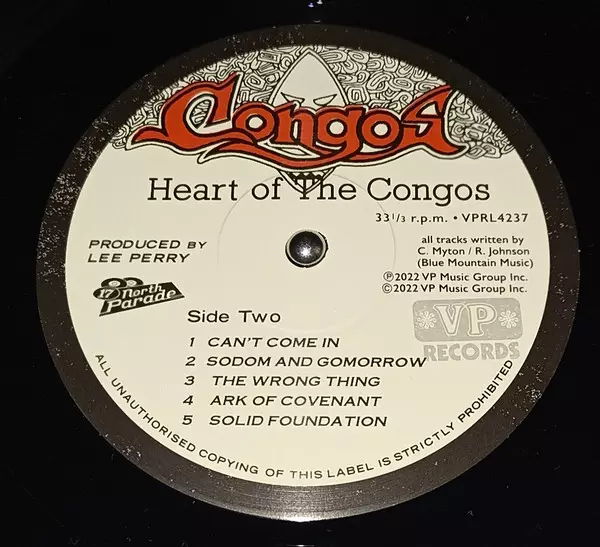 Congos
Heart of The Congos
33 1/3 r.p.m. • VPRL4237
PRODUCED BY
LEE PERRY
all tracks written by
C. Myton / R. Johnson
(Blue Mountain Music)
℗2022 VP Music Group Inc.
©2022 VP Music Group Inc.
17 North
Parade
VP
RECORDS
Side Two
1 CAN'T COME IN
2 SODOM AND GOMORROW
3 THE WRONG THING
4 ARK OF COVENANT
5 SOLID FOUNDATION
ALL UNAUTHORISED COPYING OF THIS LABEL IS STRICTLY PROHIBITED